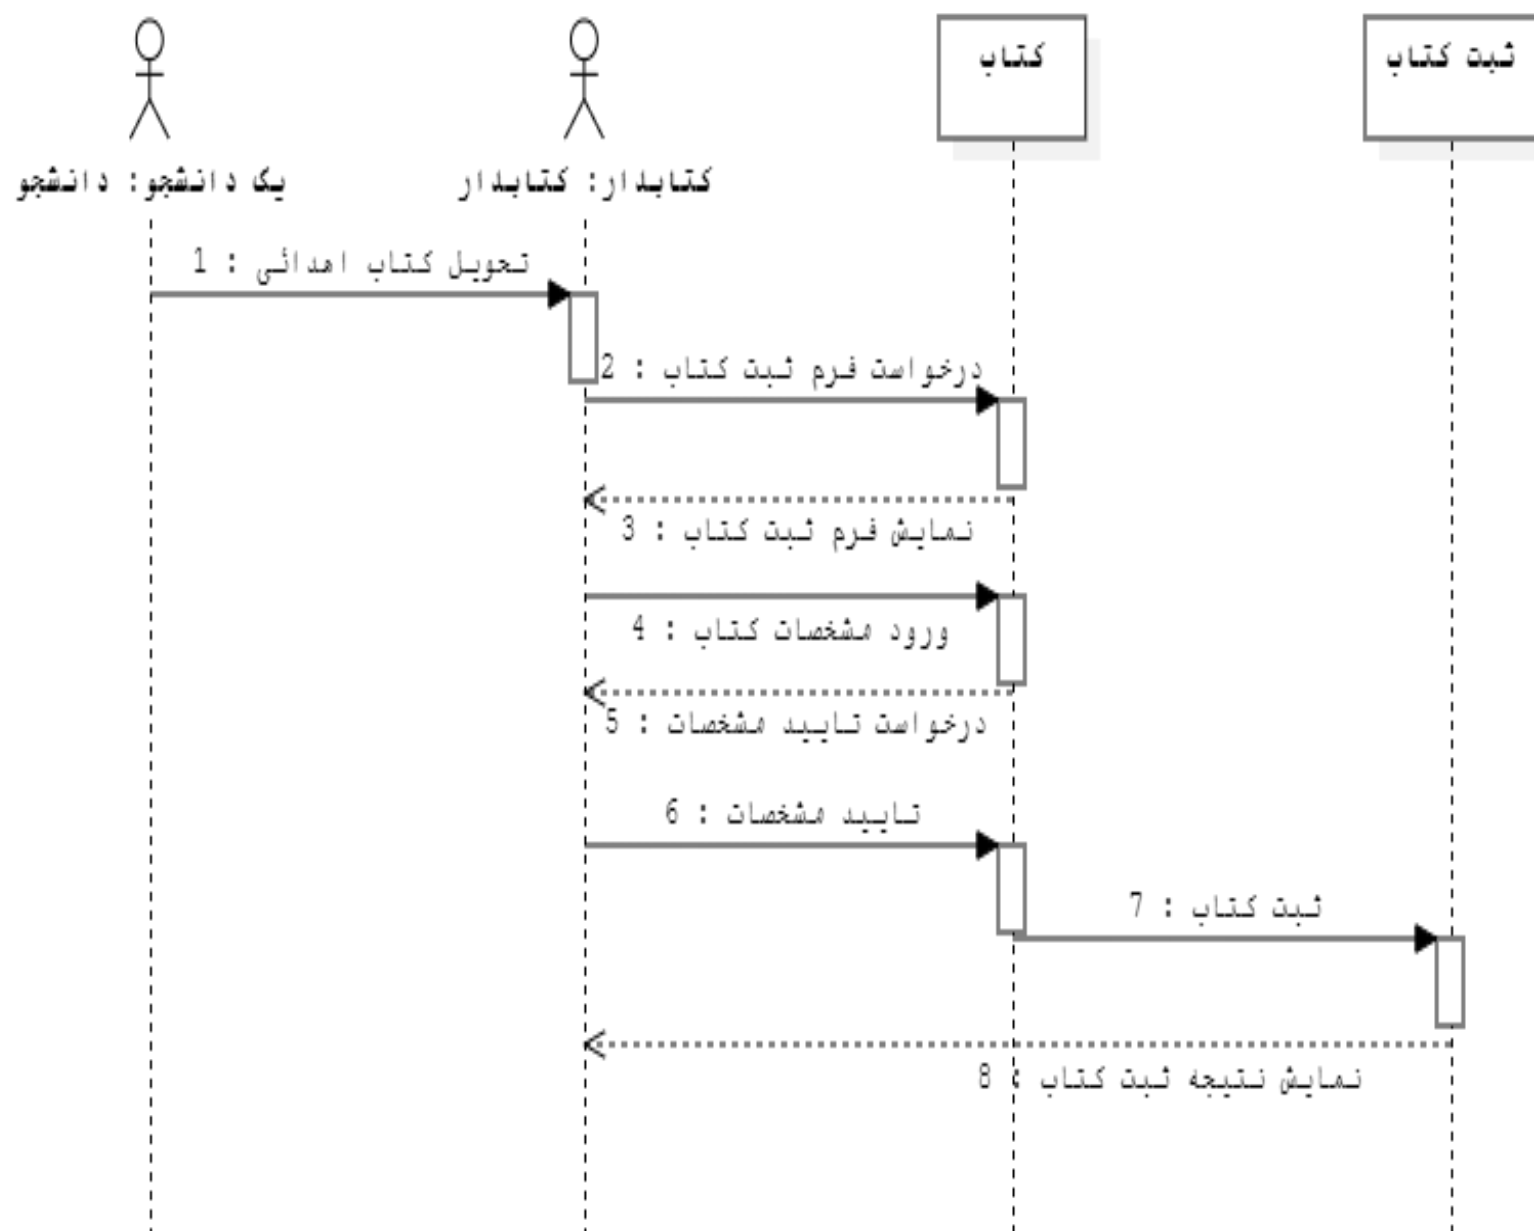 کتاب
ثبت کتاب
یک دانشجو: دانشجو
کتابدار: کتابدار
1 : تحویل کتاب اهدائی
2 : درخواست فرم ثبت کتاب
3 : نمایش فرم ثبت کتاب
4 : ورود مشخصات کتاب
5 : درخواست تایید مشخصات
6 : تایید مشخصات
7 : ثبت کتاب
8 : نمایش نتیجه ثبت کتاب